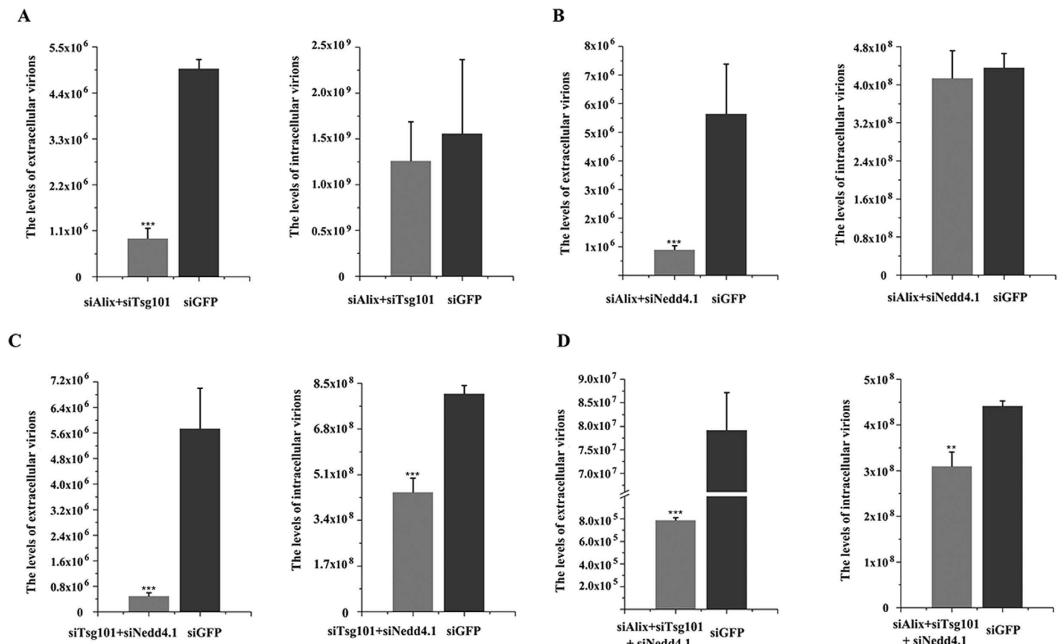 A
The levels of extracellular virions
5.5x10⁶
4.4x10⁶
3.3x10⁶
2.2x10⁶
1.1x10⁶
0
***
siAlix+siTsg101 siGFP
The levels of intracellular virions
2.5x10⁹
2.0x10⁹
1.5x10⁹
1.0x10⁹
0.5x10⁹
0
siAlix+siTsg101 siGFP
B
The levels of extracellular virions
8x10⁶
7x10⁶
6x10⁶
5x10⁶
4x10⁶
3x10⁶
2x10⁶
1x10⁶
***
siAlix+siNedd4.1 siGFP
The levels of intracellular virions
4.8x10⁸
4.0x10⁸
3.2x10⁸
2.4x10⁸
1.6x10⁸
0.8x10⁸
0
siAlix+siNedd4.1 siGFP
C
The levels of extracellular virions
7.2x10⁶
6.4x10⁶
5.6x10⁶
4.8x10⁶
4.0x10⁶
3.2x10⁶
2.4x10⁶
1.6x10⁶
0.8x10⁶
0
***
siTsg101+siNedd4.1 siGFP
The levels of intracellular virions
8.5x10⁸
6.8x10⁸
5.1x10⁸
3.4x10⁸
1.7x10⁸
0
***
siTsg101+siNedd4.1 siGFP
D
The levels of extracellular virions
9.0x10⁷
8.5x10⁷
8.0x10⁷
7.5x10⁷
7.0x10⁷
8.0x10⁵
6.0x10⁵
4.0x10⁵
2.0x10⁵
***
siAlix+siTsg101 siGFP
+ siNedd4.1
The levels of intracellular virions
5x10⁸
4x10⁸
3x10⁸
2x10⁸
1x10⁸
0
**
siAlix+siTsg101 siGFP
+ siNedd4.1